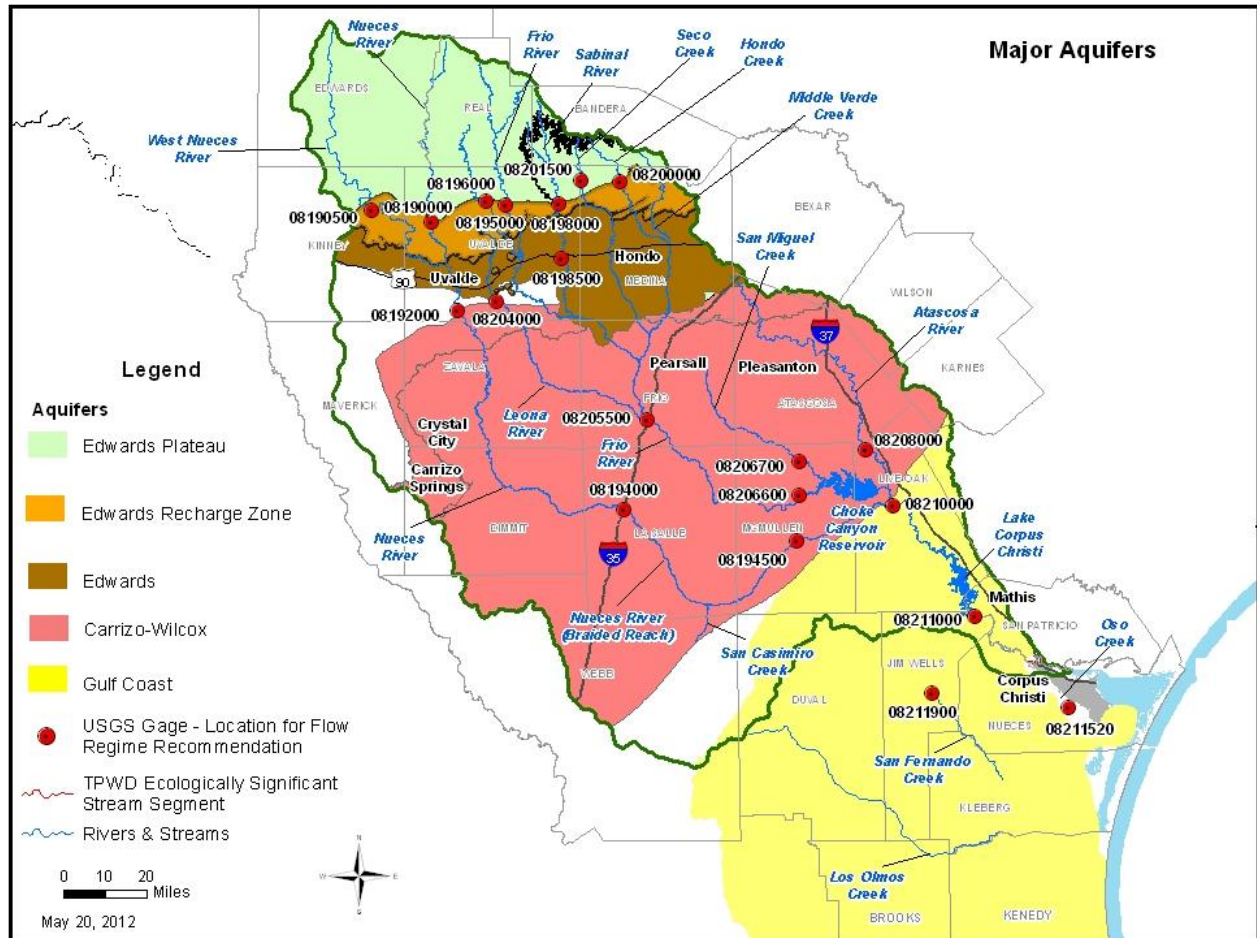 Major Aquifers
Nueces
River
Frio
River
Sabinal
River
Seco
Creek
Hondo
Creek
Middle Verde
Creek
EDWARDS
REAL
BANDERA
West Nueces
River
08201500
08200000
08196000
08190000
08190500
08195000
08198000
BEXAR
KINNEY
UVALDE
Hondo
San Miguel
Creek
90
Uvalde
08198500
MEDINA
WILSON
08192000
08204000
Atascosa
River
37
KARNES
Legend
Pearsall
Pleasanton
ZAVALA
MAVERICK
FRIO
ATASCOSA
Leona
River
08205500
Crystal
City
Frio
River
08208000
Carrizo
Springs
08206700
LIVE OAK
08194000
08206600
Choke
Canyon
Reservoir
08210000
DIMMIT
LA SALLE
McMULLEN
Lake
Corpus
Christi
Nueces
River
35
08194500
Mathis
Nueces River
(Braided Reach)
08211000
SAN PATRICIO
Oso
Creek
San Casimiro
Creek
WEBB
JIM WELLS
DUVAL
Corpus
Christi
08211900
NUECES
08211520
San Fernando
Creek
KLEBERG
Los Olmos
Creek
BROOKS
KENEDY
Aquifers
Edwards Plateau
Edwards Recharge Zone
Edwards
Carrizo-Wilcox
Gulf Coast
USGS Gage - Location for Flow
Regime Recommendation
TPWD Ecologically Significant
Stream Segment
Rivers & Streams
0 10 20
Miles
May 20, 2012
N
W E
S